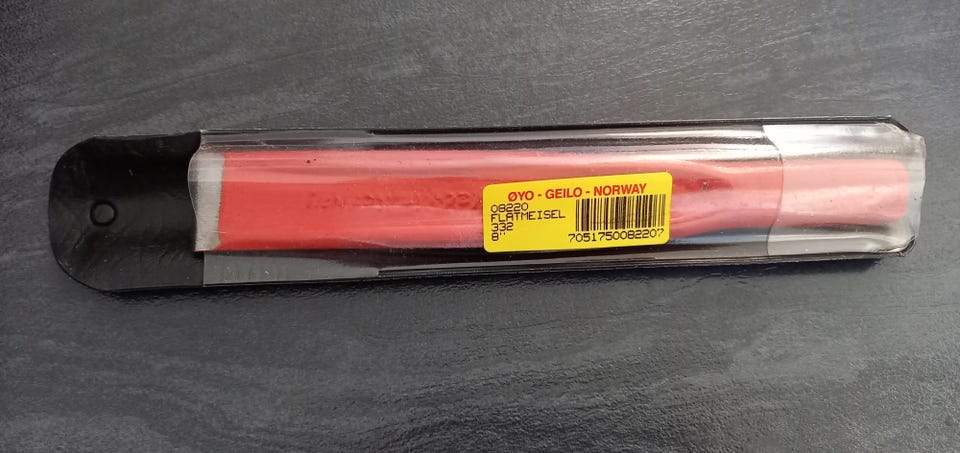 ØYO - GEILO - NORWAY
08220
FLATMEISEL
332
8"
7051750082207